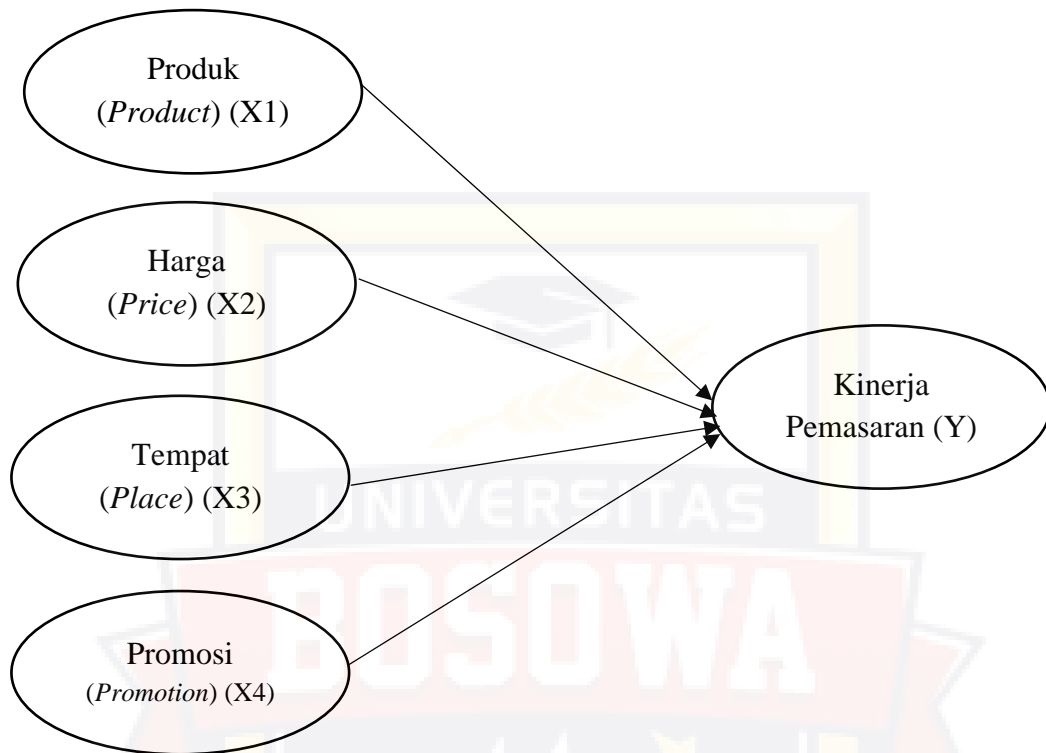 Produk
(Product) (X1)
Harga
(Price) (X2)
Tempat
(Place) (X3)
Promosi
(Promotion) (X4)
Kinerja
Pemasaran (Y)
UNIVERSITAS
BOSOWA